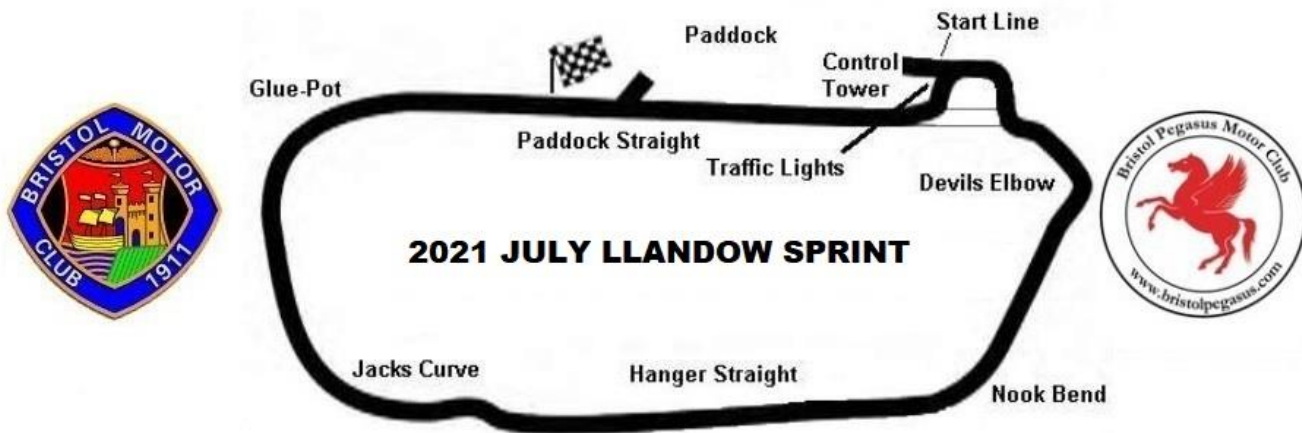 Start Line
Paddock
Control
Tower
Glue-Pot
Paddock Straight
Traffic Lights
Devils Elbow
BRISTOL MOTOR
CLUB 1911
Bristol Pegasus Motor Club
www.bristolpegasus.com
2021 JULY LLANDOW SPRINT
Jacks Curve
Hanger Straight
Nook Bend